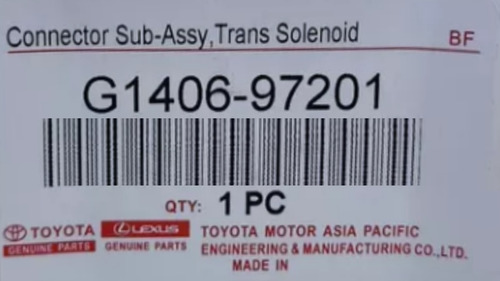 Connector Sub-Assy,Trans Solenoid BF
G1406-97201
QTY: 1 PC
TOYOTA LEXUS TOYOTA MOTOR ASIA PACIFIC
GENUINE PARTS GENUINE PARTS ENGINEERING & MANUFACTURING CO.,LTD.
MADE IN